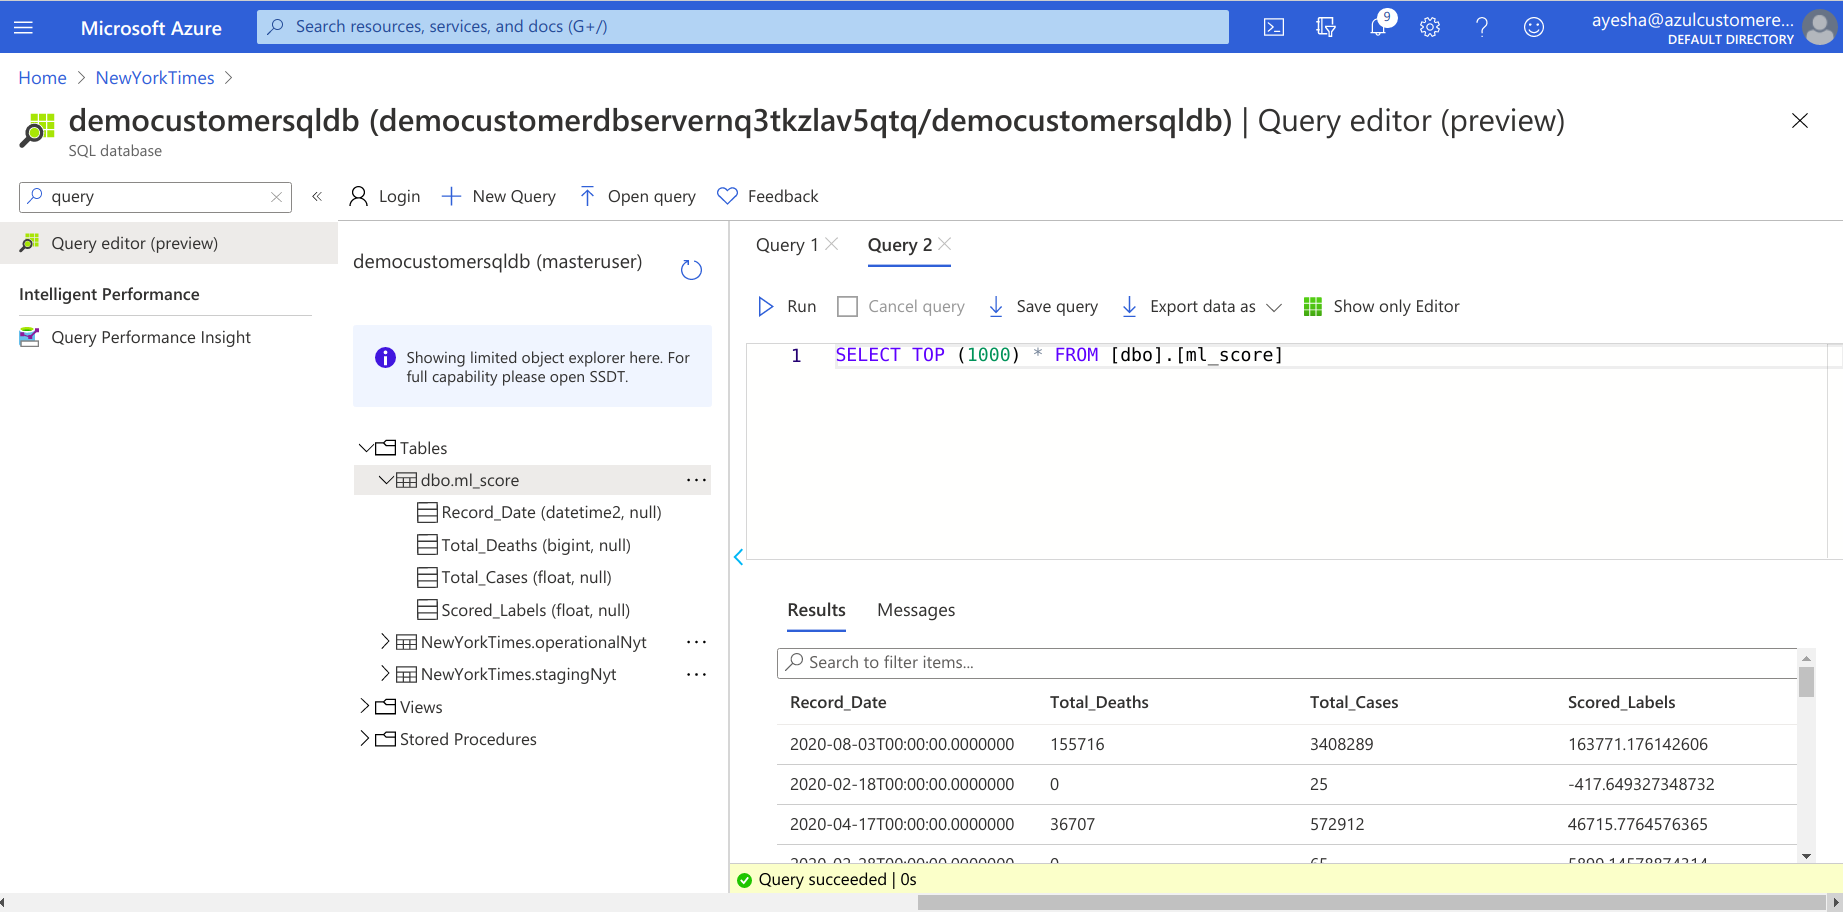 Microsoft Azure
Search resources, services, and docs (G+/)
9
ayesha@azulcustomere...
DEFAULT DIRECTORY
Home > NewYorkTimes >
democustomersqldb (democustomerdbservernq3tkzlav5qtq/democustomersqldb) | Query editor (preview)
SQL database
query
«
Login
New Query
Open query
Feedback
Query editor (preview)
Intelligent Performance
Query Performance Insight
democustomersqldb (masteruser)
Showing limited object explorer here. For
full capability please open SSDT.
Tables
dbo.ml_score
Record_Date (datetime2, null)
Total_Deaths (bigint, null)
Total_Cases (float, null)
Scored_Labels (float, null)
NewYorkTimes.operationalNyt
NewYorkTimes.stagingNyt
Views
Stored Procedures
Query 1
Query 2
Run
Cancel query
Save query
Export data as
Show only Editor
1 SELECT TOP (1000) * FROM [dbo].[ml_score]
Results
Messages
Search to filter items...
Record_Date Total_Deaths Total_Cases Scored_Labels
2020-08-03T00:00:00.0000000 155716 3408289 163771.176142606
2020-02-18T00:00:00.0000000 0 25 -417.649327348732
2020-04-17T00:00:00.0000000 36707 572912 46715.7764576365
Query succeeded | 0s